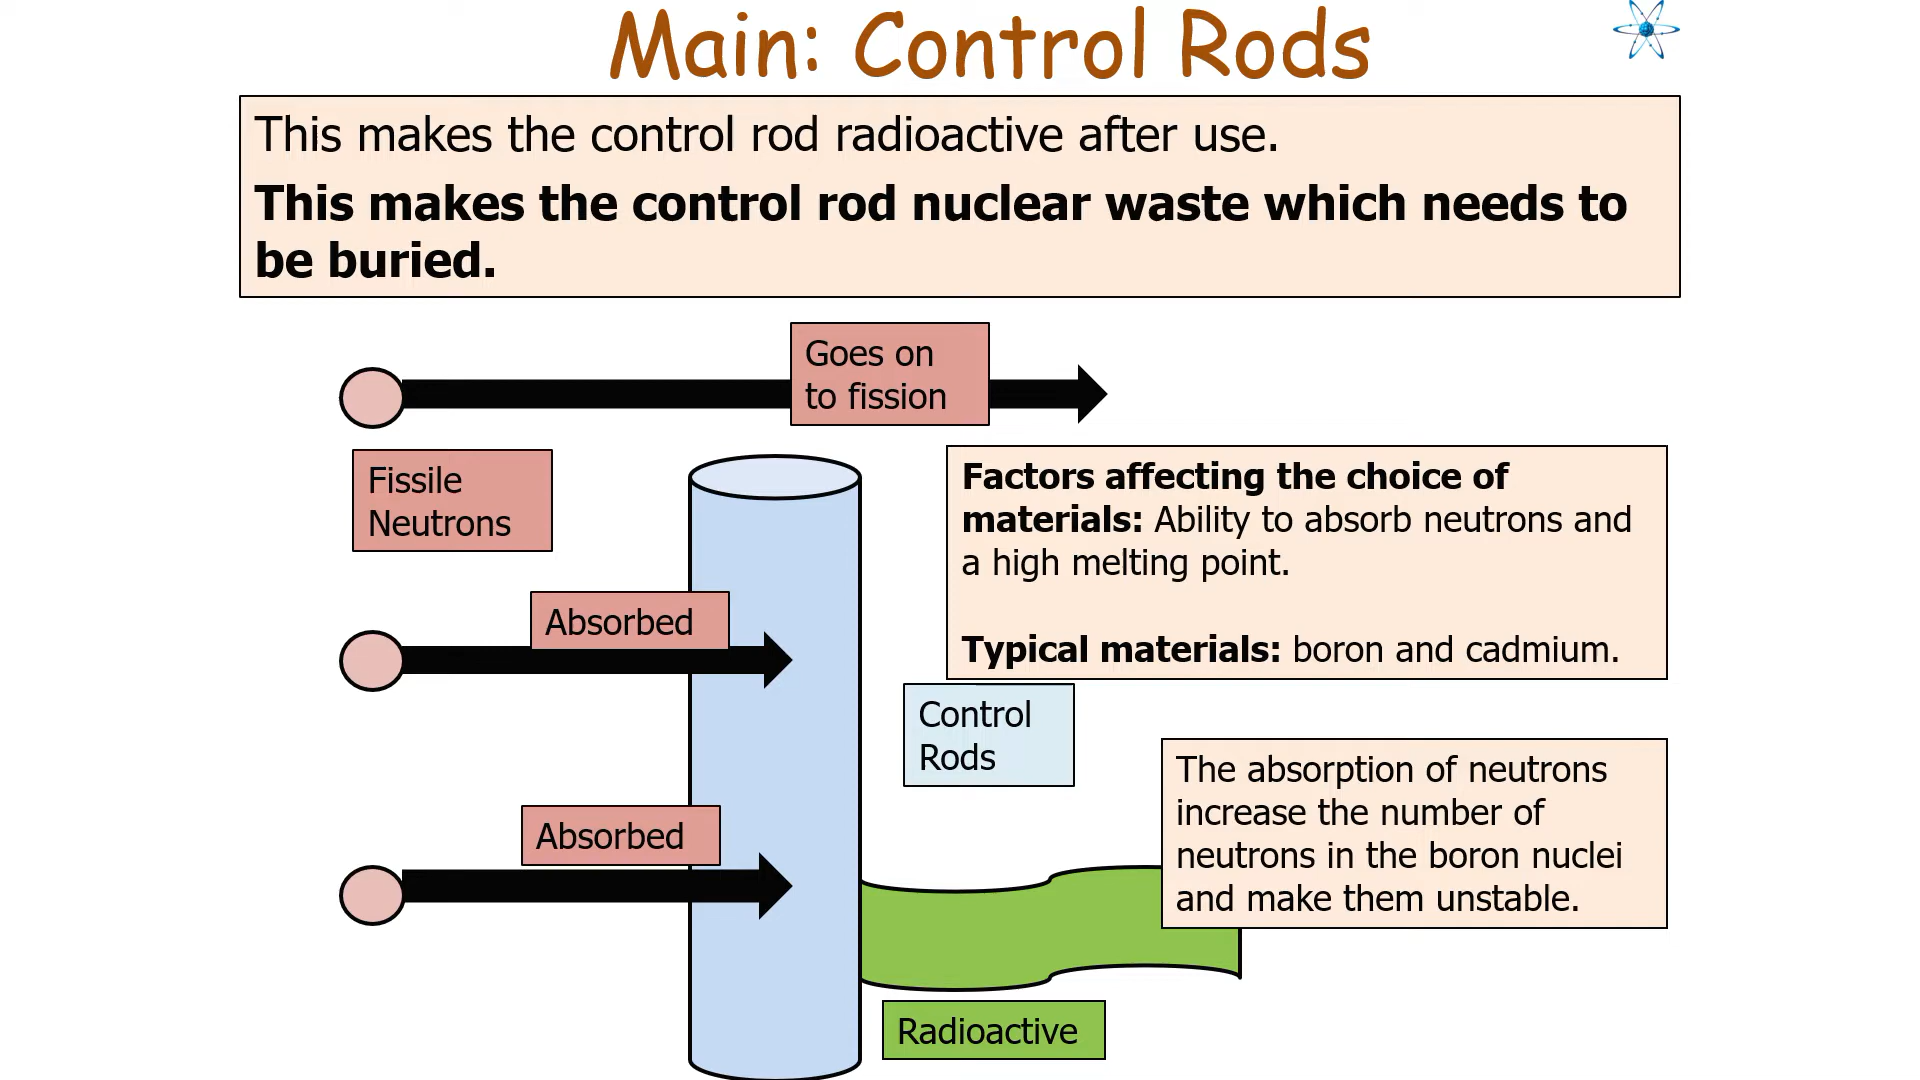 Main: Control Rods
This makes the control rod radioactive after use.
This makes the control rod nuclear waste which needs to
be buried.
Goes on
to fission
Fissile
Neutrons
Factors affecting the choice of
materials: Ability to absorb neutrons and
a high melting point.
Typical materials: boron and cadmium.
Absorbed
Control
Rods
The absorption of neutrons
increase the number of
neutrons in the boron nuclei
and make them unstable.
Absorbed
Radioactive